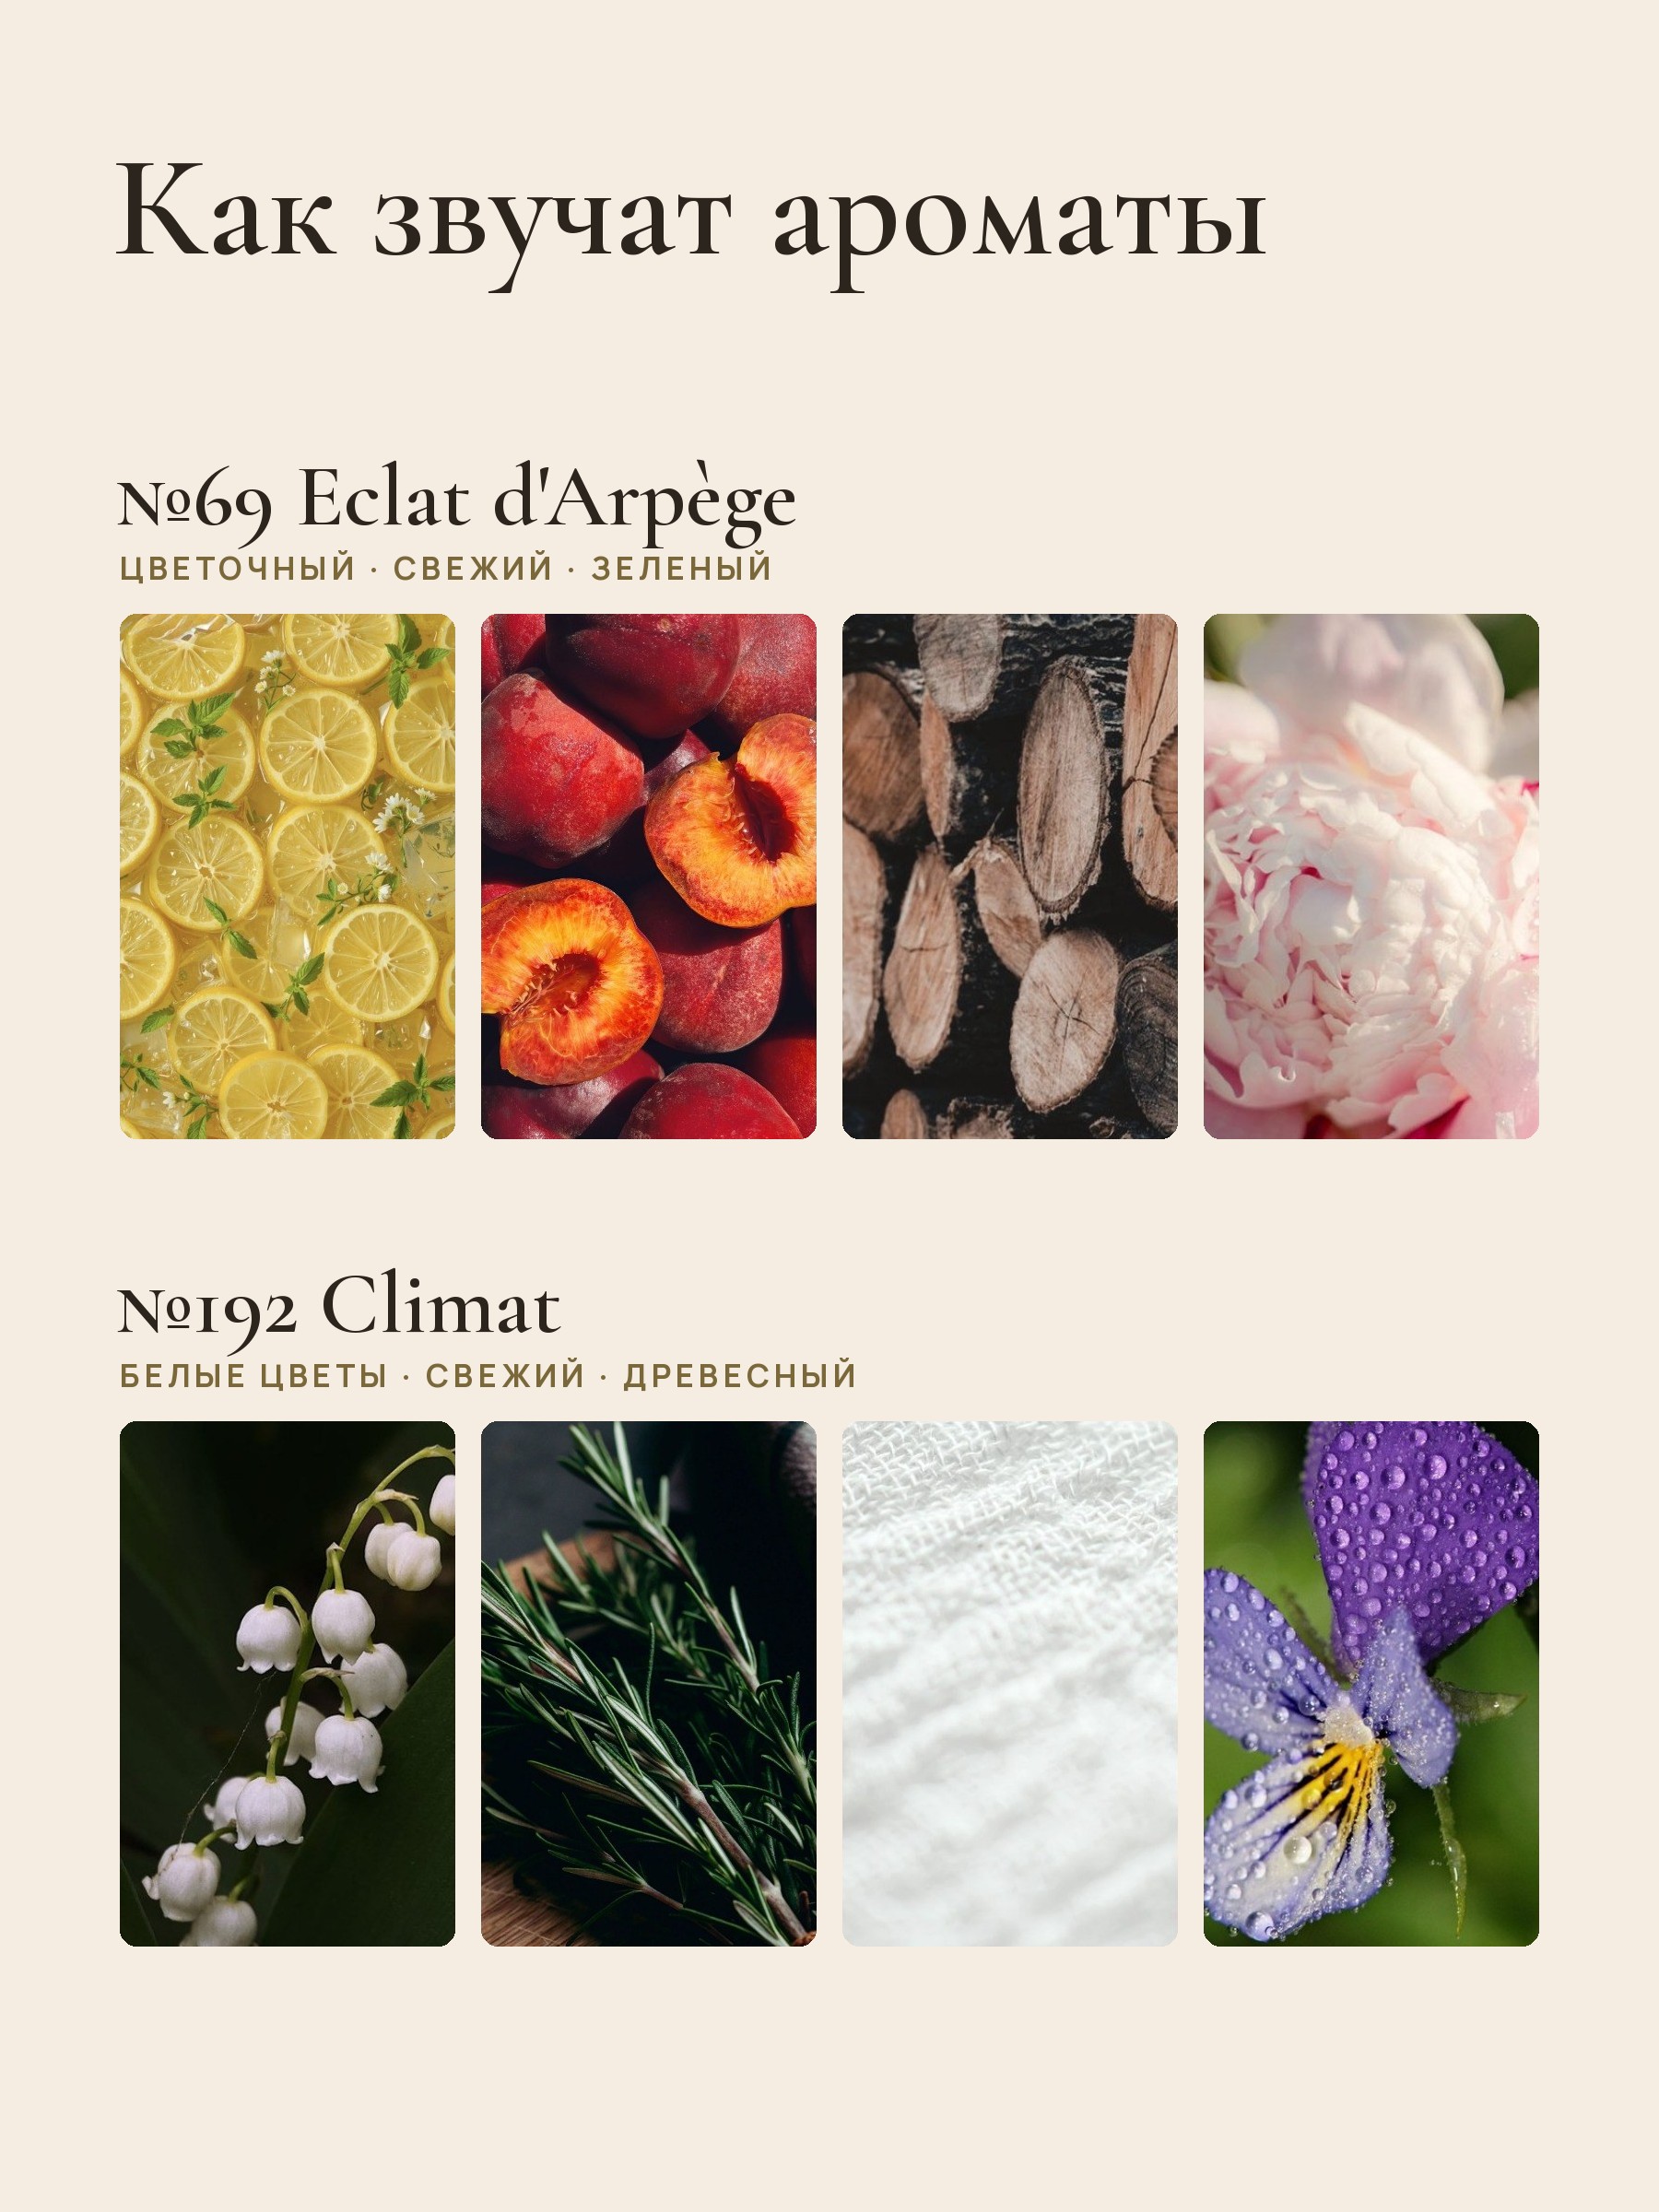 Как звучат ароматы
№69 Eclat d'Arpège
ЦВЕТОЧНЫЙ · СВЕЖИЙ · ЗЕЛЕНЫЙ
№192 Climat
БЕЛЫЕ ЦВЕТЫ · СВЕЖИЙ · ДРЕВЕСНЫЙ